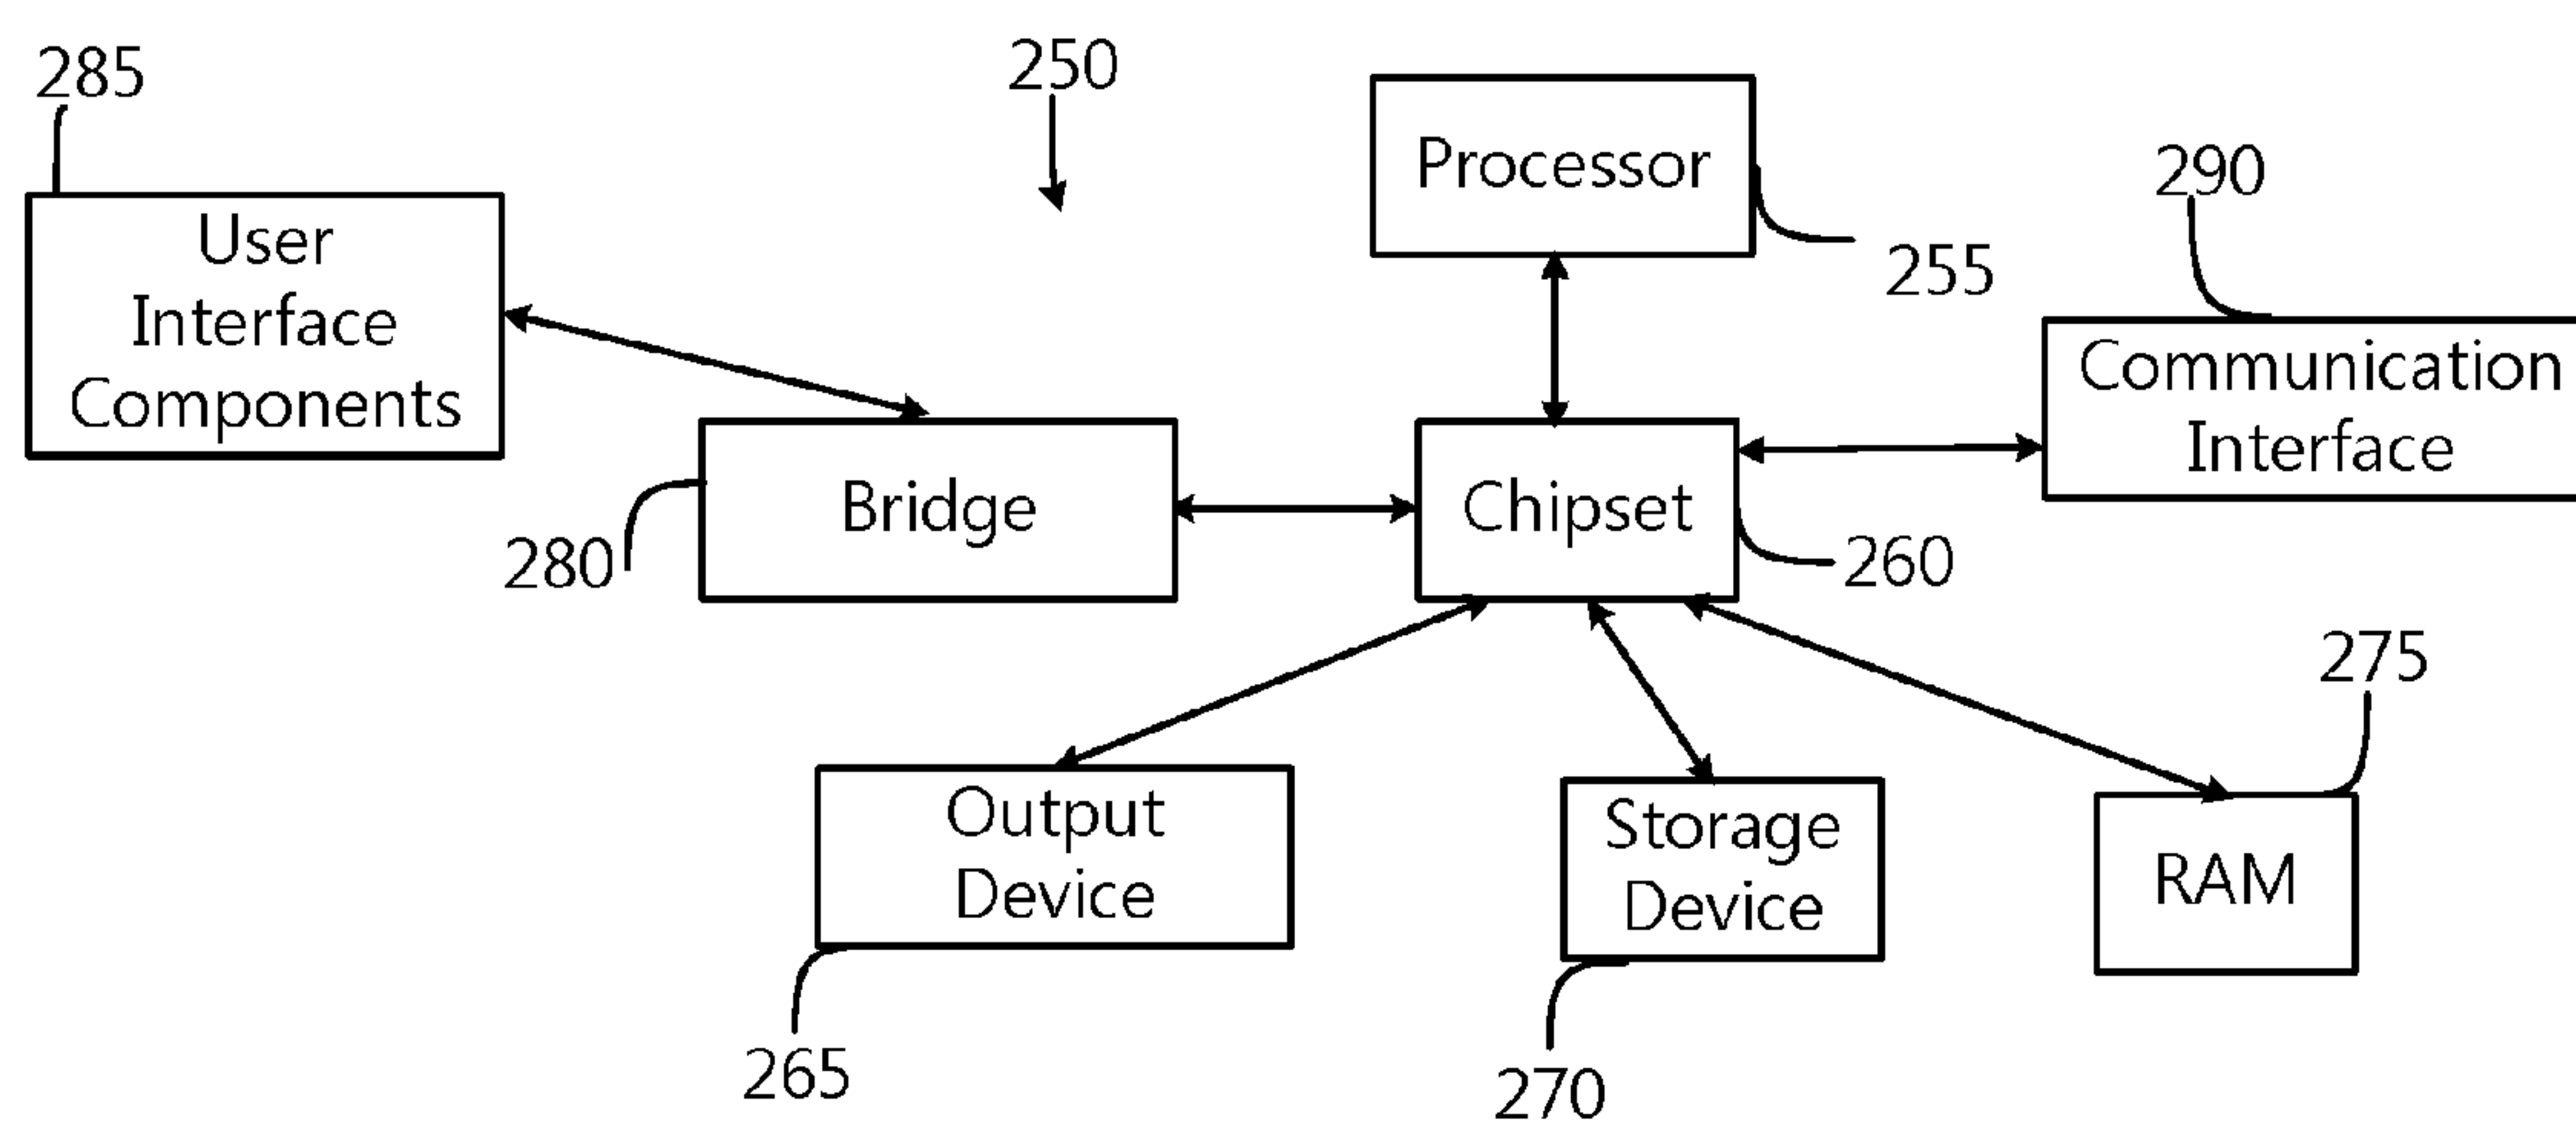 285
250
Processor
290
User
Interface
Components
255
Communication
Interface
Bridge
Chipset
280
260
275
Output
Device
Storage
Device
RAM
265
270